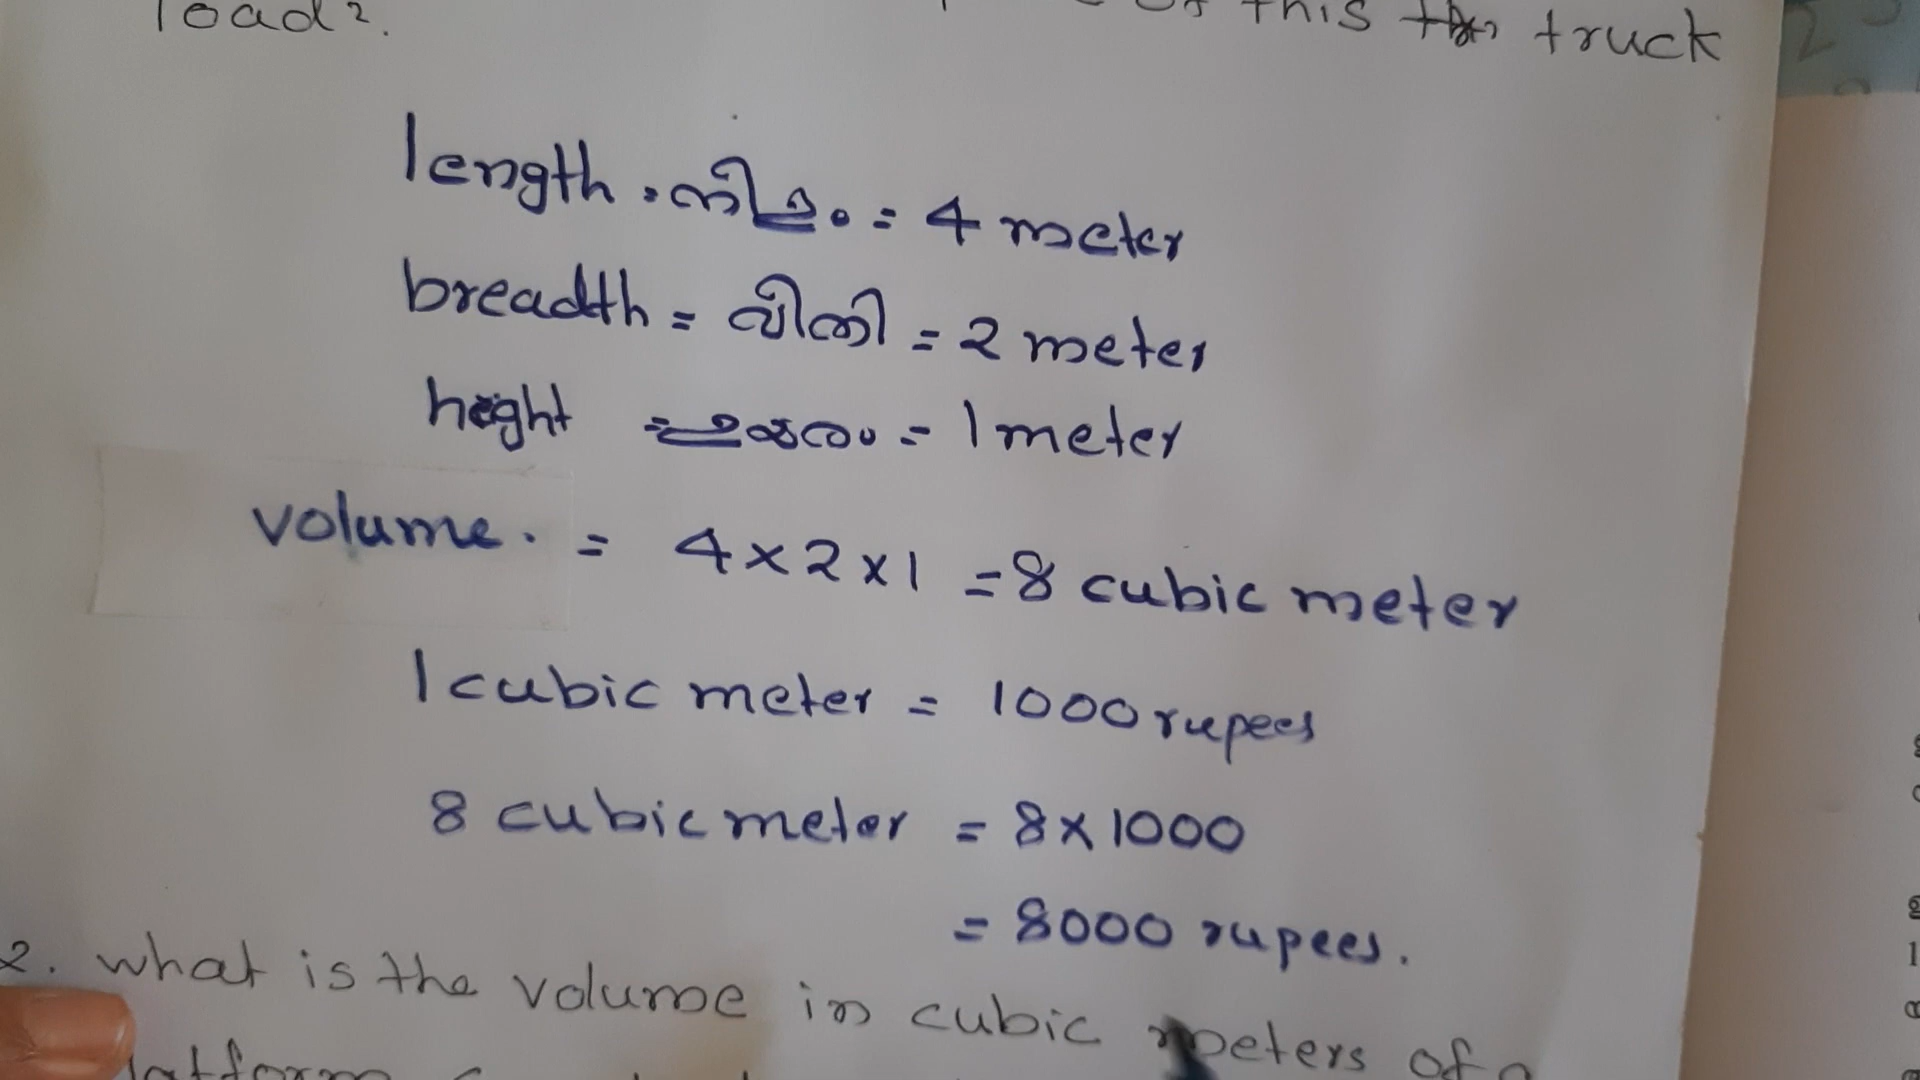 load?. of this truck
length. നീളം = 4 meter
breadth = വീതി = 2 meter
height = ഉയരം = 1 meter
volume. = 4 × 2 × 1 = 8 cubic meter
1 cubic meter = 1000 rupees
8 cubic meter = 8 × 1000
= 8000 rupees.
2. what is the volume in cubic meters of a